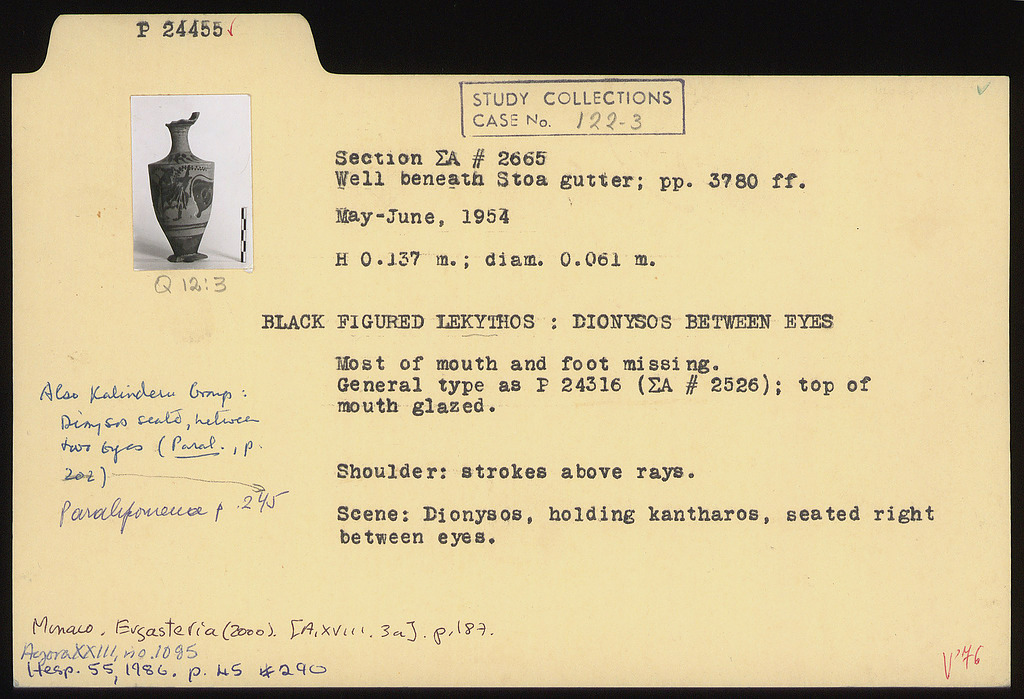 P 24455 ✓
STUDY COLLECTIONS
CASE No. 122-3
Section ΣA # 2665
Well beneath Stoa gutter; pp. 3780 ff.
May-June, 1954
H 0.137 m.; diam. 0.061 m.
Q 12:3
BLACK FIGURED LEKYTHOS : DIONYSOS BETWEEN EYES
Most of mouth and foot missing.
General type as P 24316 (ΣA # 2526); top of
mouth glazed.
Also Kalinderu Group:
Dionysos seatd, between
two eyes (Paral., p.
202)
Paralipomena p. 245
Shoulder: strokes above rays.
Scene: Dionysos, holding kantharos, seated right
between eyes.
Monaco. Ergasteria (2000). [A.XVIII. 3a]. p.187.
Agora XXIII, no. 1095
Hesp. 55, 1986. p. 45 #290
V '76